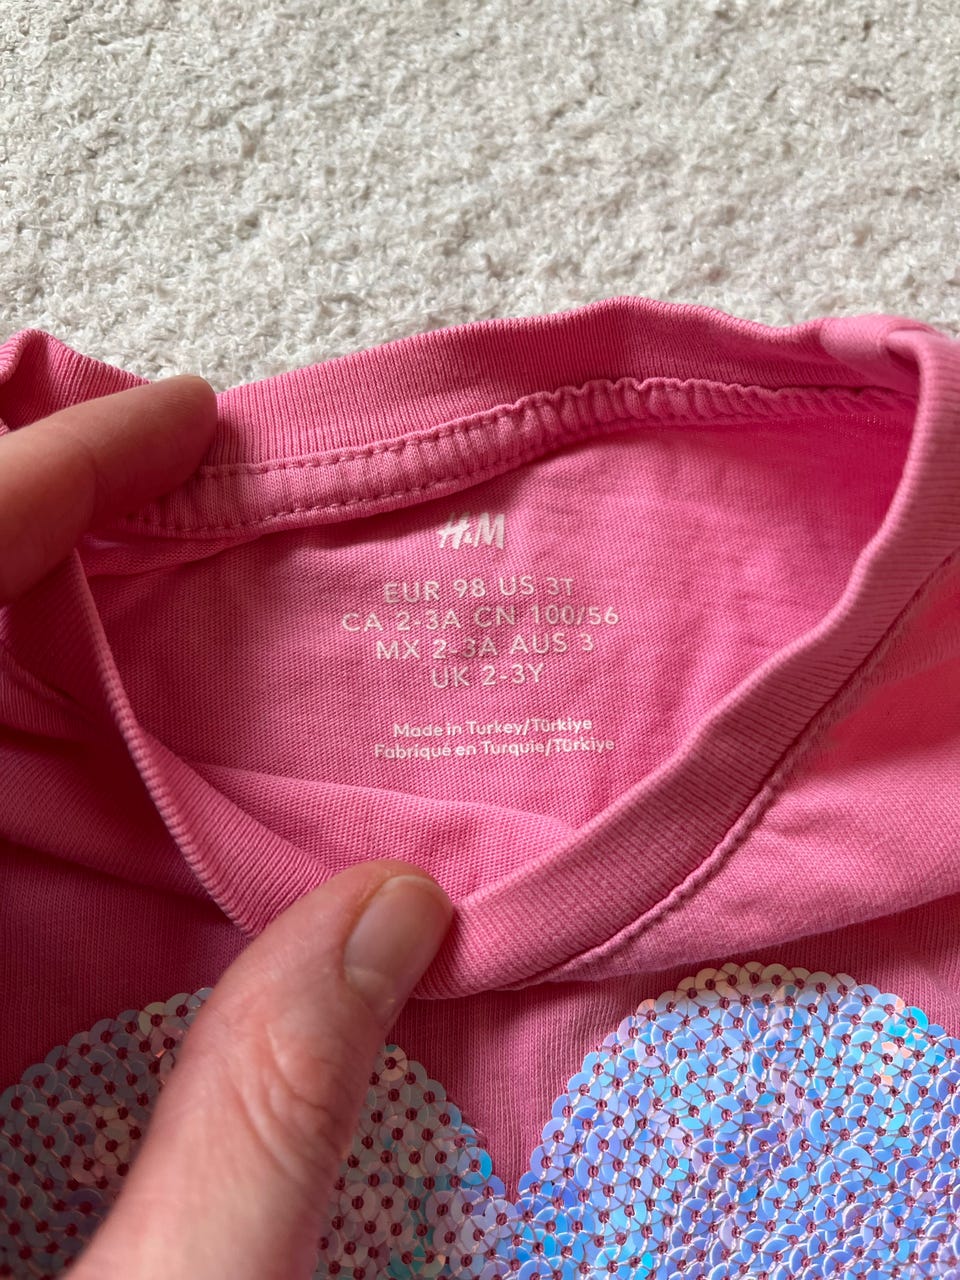 H&M
EUR 98 US 3T
CA 2-3A CN 100/56
MX 2-3A AUS 3
UK 2-3Y
Made in Turkey/Türkiye
Fabriqué en Turquie/Türkiye